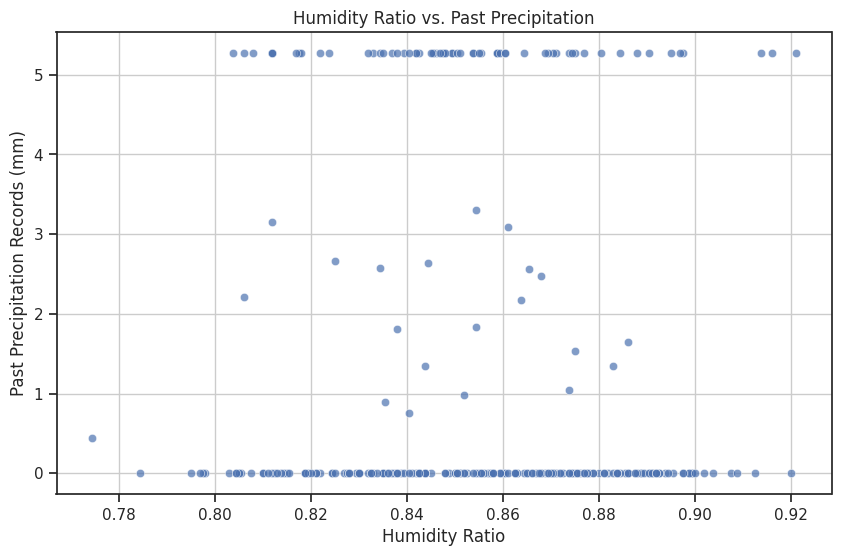 Humidity Ratio vs. Past Precipitation
Past Precipitation Records (mm)
5
4
3
2
1
0
0.78 0.80 0.82 0.84 0.86 0.88 0.90 0.92
Humidity Ratio